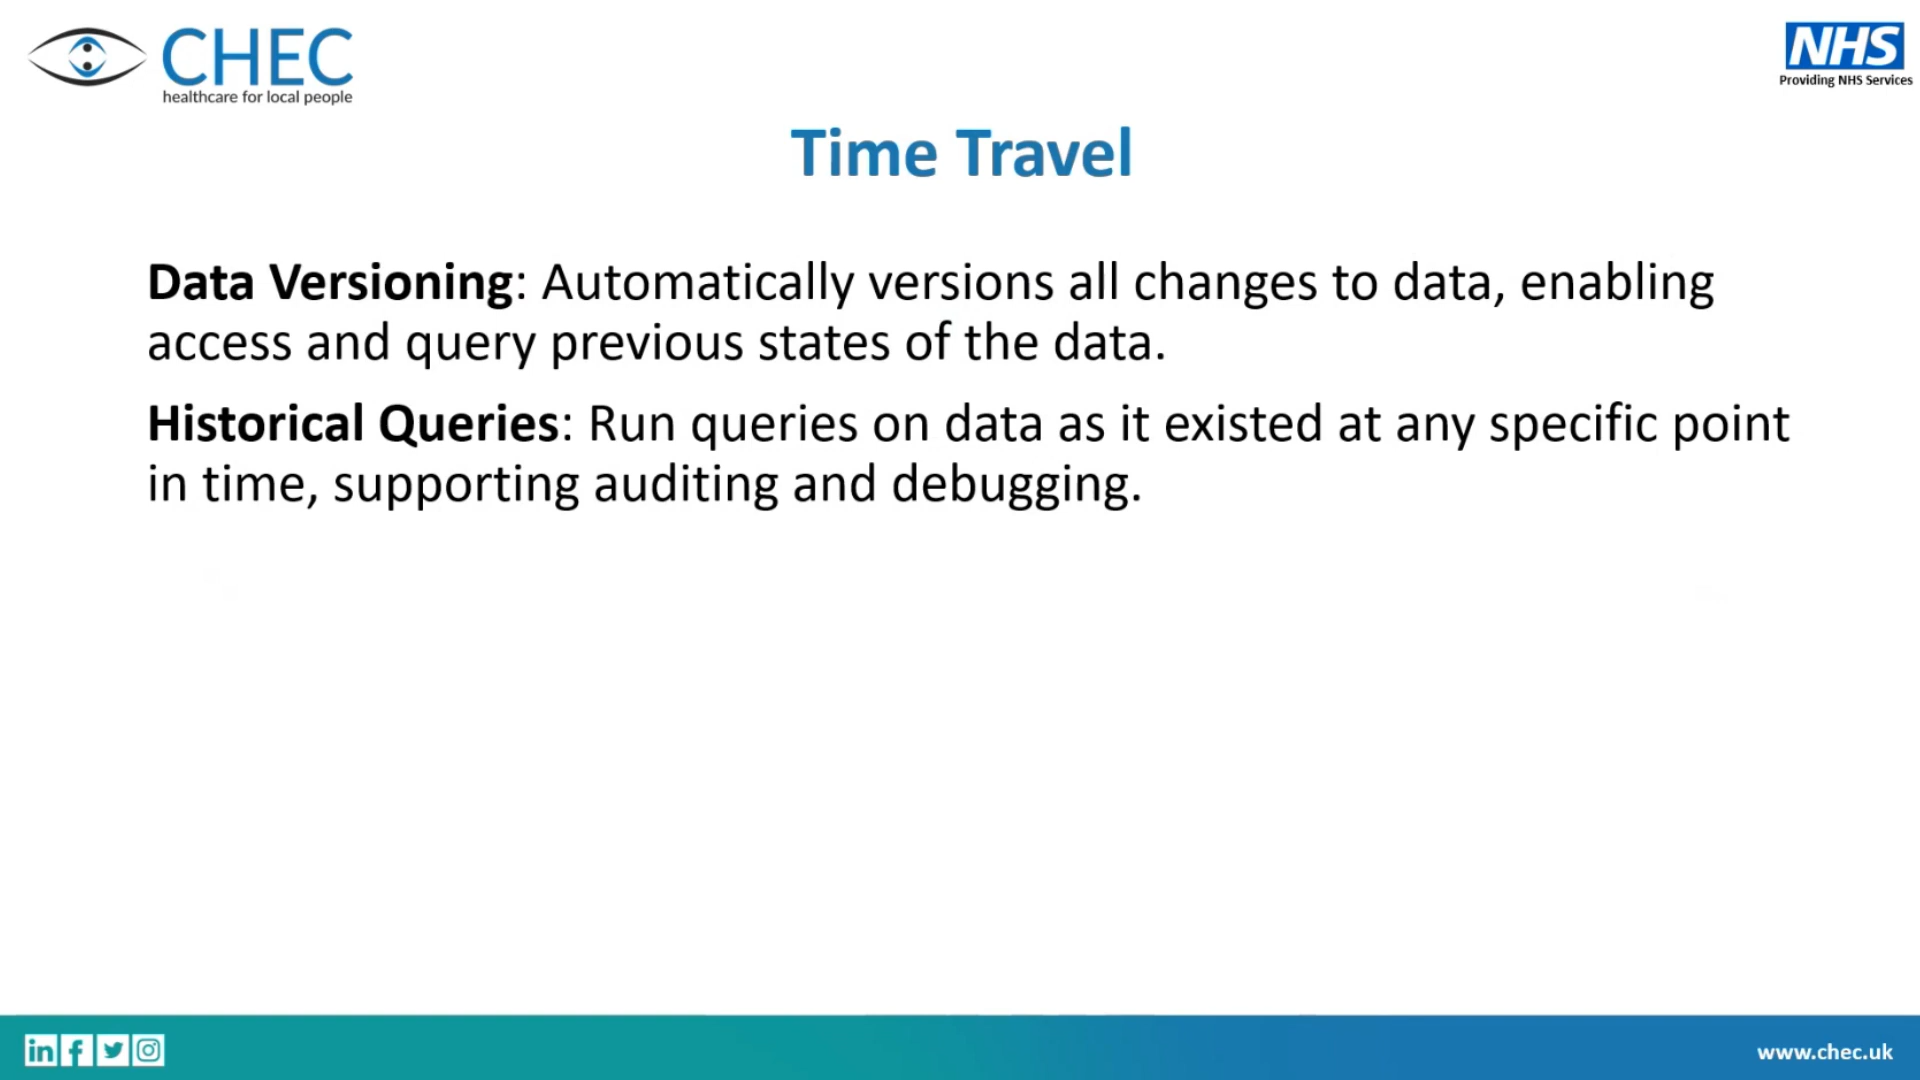 CHEC
healthcare for local people
NHS
Providing NHS Services
Time Travel
Data Versioning: Automatically versions all changes to data, enabling
access and query previous states of the data.
Historical Queries: Run queries on data as it existed at any specific point
in time, supporting auditing and debugging.
in f
www.chec.uk